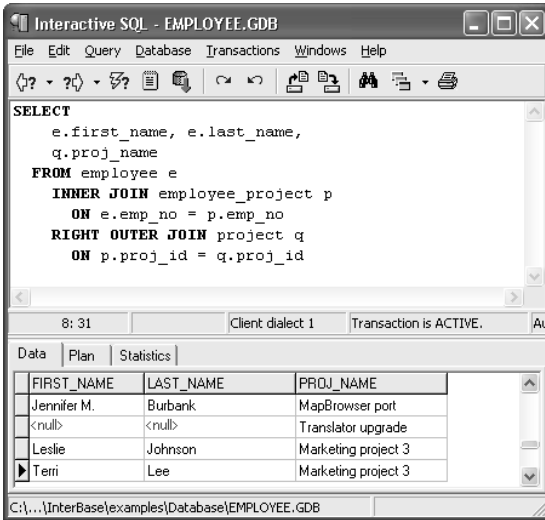 Interactive SQL - EMPLOYEE.GDB
File Edit Query Database Transactions Windows Help
SELECT
e.first_name, e.last_name,
q.proj_name
FROM employee e
INNER JOIN employee_project p
ON e.emp_no = p.emp_no
RIGHT OUTER JOIN project q
ON p.proj_id = q.proj_id
8: 31 Client dialect 1 Transaction is ACTIVE. Au
Data Plan Statistics
FIRST_NAME LAST_NAME PROJ_NAME
Jennifer M. Burbank MapBrowser port
<null> <null> Translator upgrade
Leslie Johnson Marketing project 3
Terri Lee Marketing project 3
C:\...\InterBase\examples\Database\EMPLOYEE.GDB